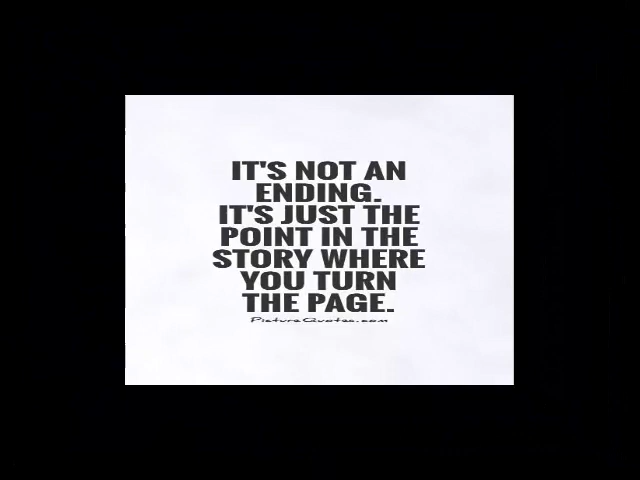 IT'S NOT AN
ENDING.
IT'S JUST THE
POINT IN THE
STORY WHERE
YOU TURN
THE PAGE.
PictureQuotes.com